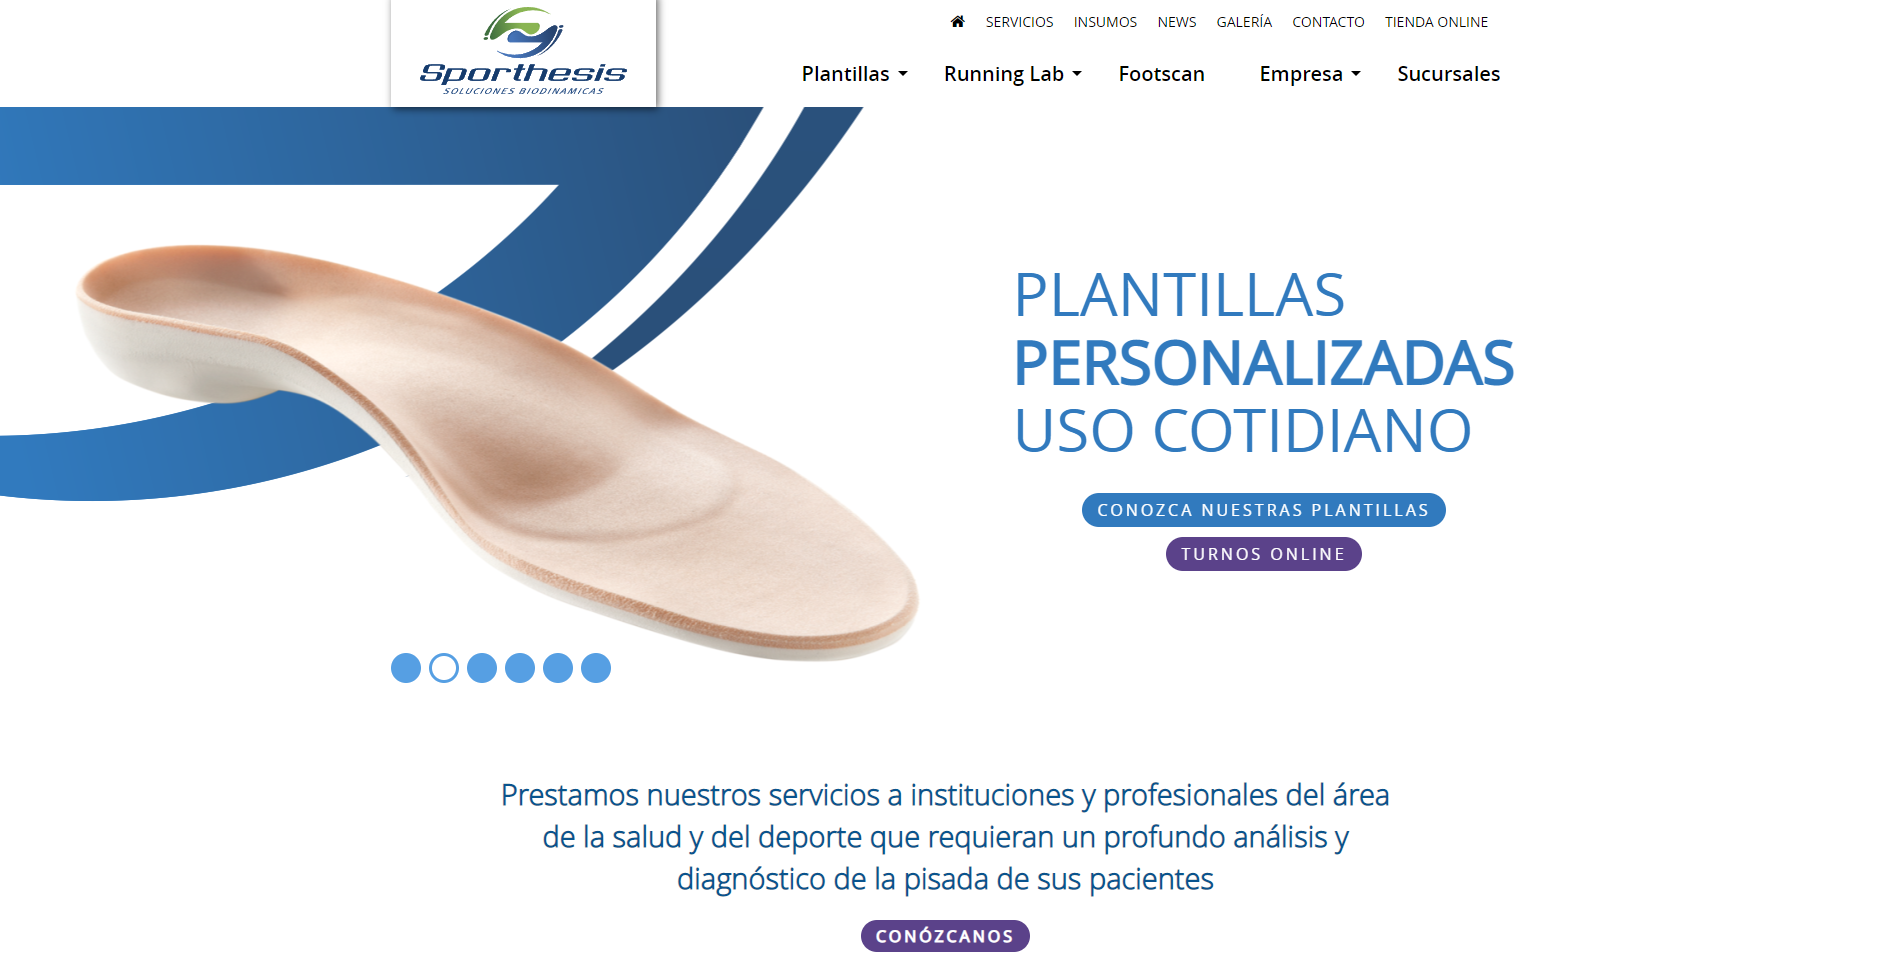 Sporthesis
SOLUCIONES BIODINAMICAS
SERVICIOS INSUMOS NEWS GALERÍA CONTACTO TIENDA ONLINE
Plantillas Running Lab Footscan Empresa Sucursales
PLANTILLAS
PERSONALIZADAS
USO COTIDIANO
CONOZCA NUESTRAS PLANTILLAS
TURNOS ONLINE
Prestamos nuestros servicios a instituciones y profesionales del área
de la salud y del deporte que requieran un profundo análisis y
diagnóstico de la pisada de sus pacientes
CONÓZCANOS